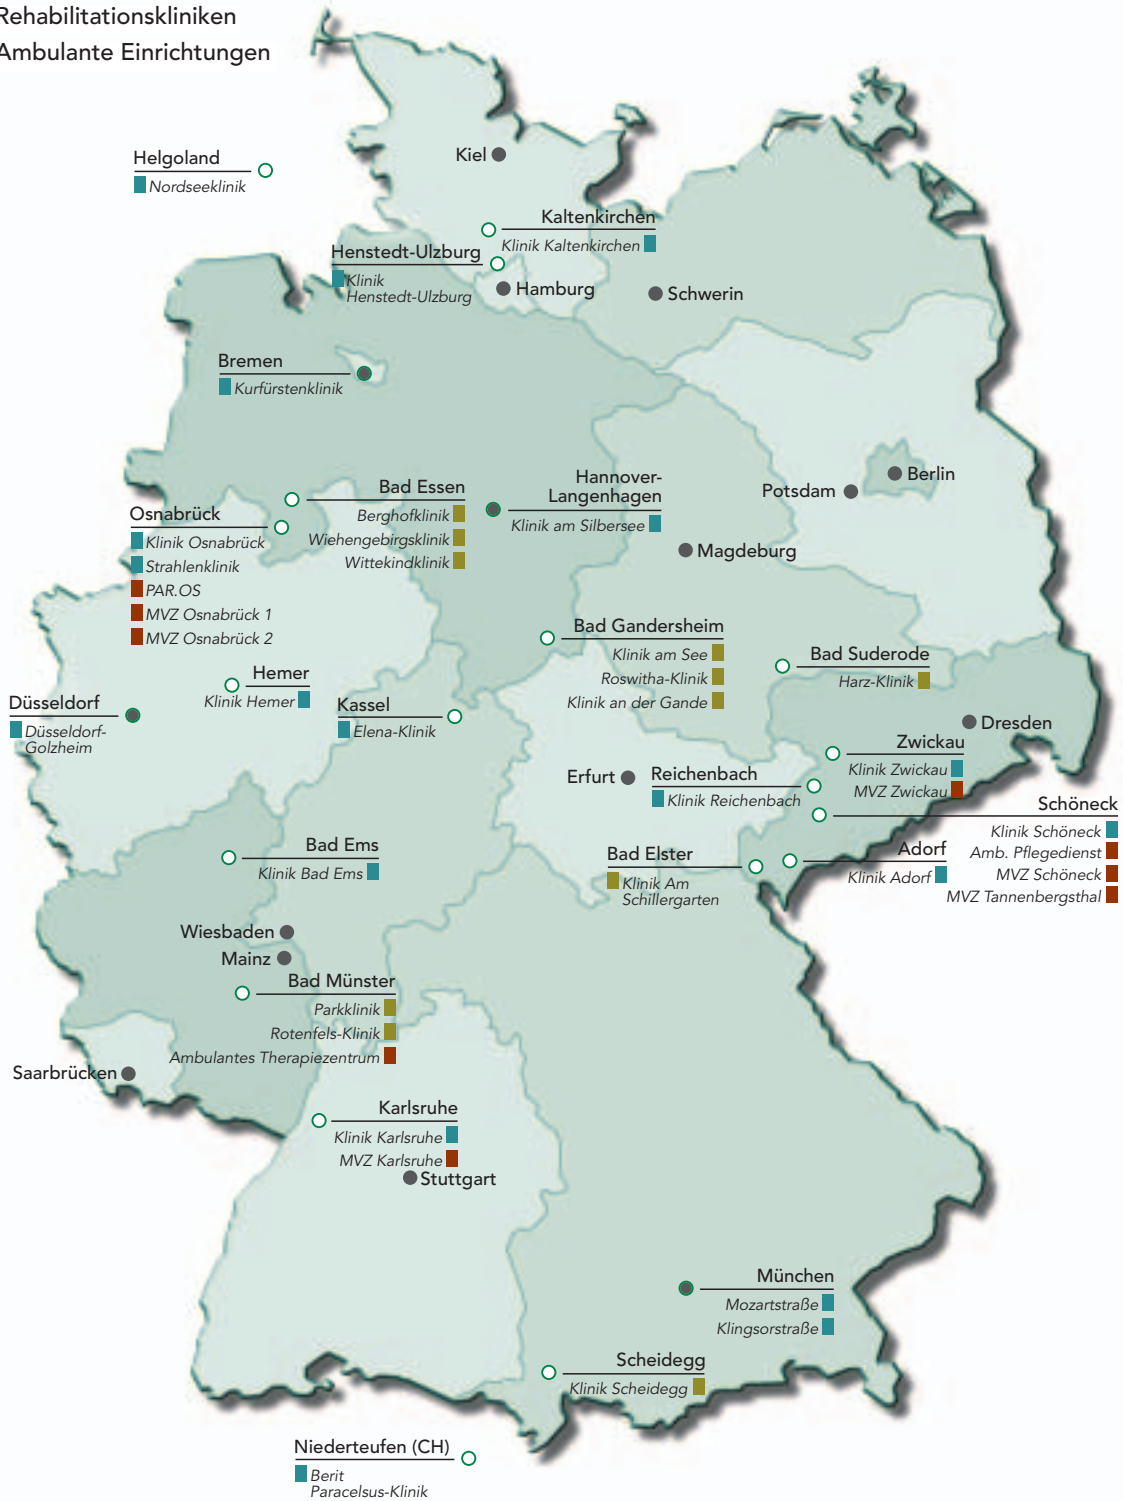 Rehabilitationskliniken
Ambulante Einrichtungen
Kiel
Helgoland
Nordseeklinik
Kaltenkirchen
Klinik Kaltenkirchen
Henstedt-Ulzburg
Klinik
Henstedt-Ulzburg
Hamburg
Schwerin
Bremen
Kurfürstenklinik
Berlin
Potsdam
Hannover-
Langenhagen
Klinik am Silbersee
Bad Essen
Berghofklinik
Wiehengebirgsklinik
Wittekindklinik
Osnabrück
Klinik Osnabrück
Strahlenklinik
PAR.OS
MVZ Osnabrück 1
MVZ Osnabrück 2
Magdeburg
Bad Gandersheim
Klinik am See
Roswitha-Klinik
Klinik an der Gande
Bad Suderode
Harz-Klinik
Hemer
Klinik Hemer
Düsseldorf
Düsseldorf-
Golzheim
Kassel
Elena-Klinik
Dresden
Zwickau
Klinik Zwickau
MVZ Zwickau
Erfurt
Reichenbach
Klinik Reichenbach
Schöneck
Klinik Schöneck
Amb. Pflegedienst
MVZ Schöneck
MVZ Tannenbergsthal
Adorf
Klinik Adorf
Bad Elster
Klinik Am
Schillergarten
Bad Ems
Klinik Bad Ems
Wiesbaden
Mainz
Bad Münster
Parkklinik
Rotenfels-Klinik
Ambulantes Therapiezentrum
Saarbrücken
Karlsruhe
Klinik Karlsruhe
MVZ Karlsruhe
Stuttgart
München
Mozartstraße
Klingsorstraße
Scheidegg
Klinik Scheidegg
Niederteufen (CH)
Berit
Paracelsus-Klinik